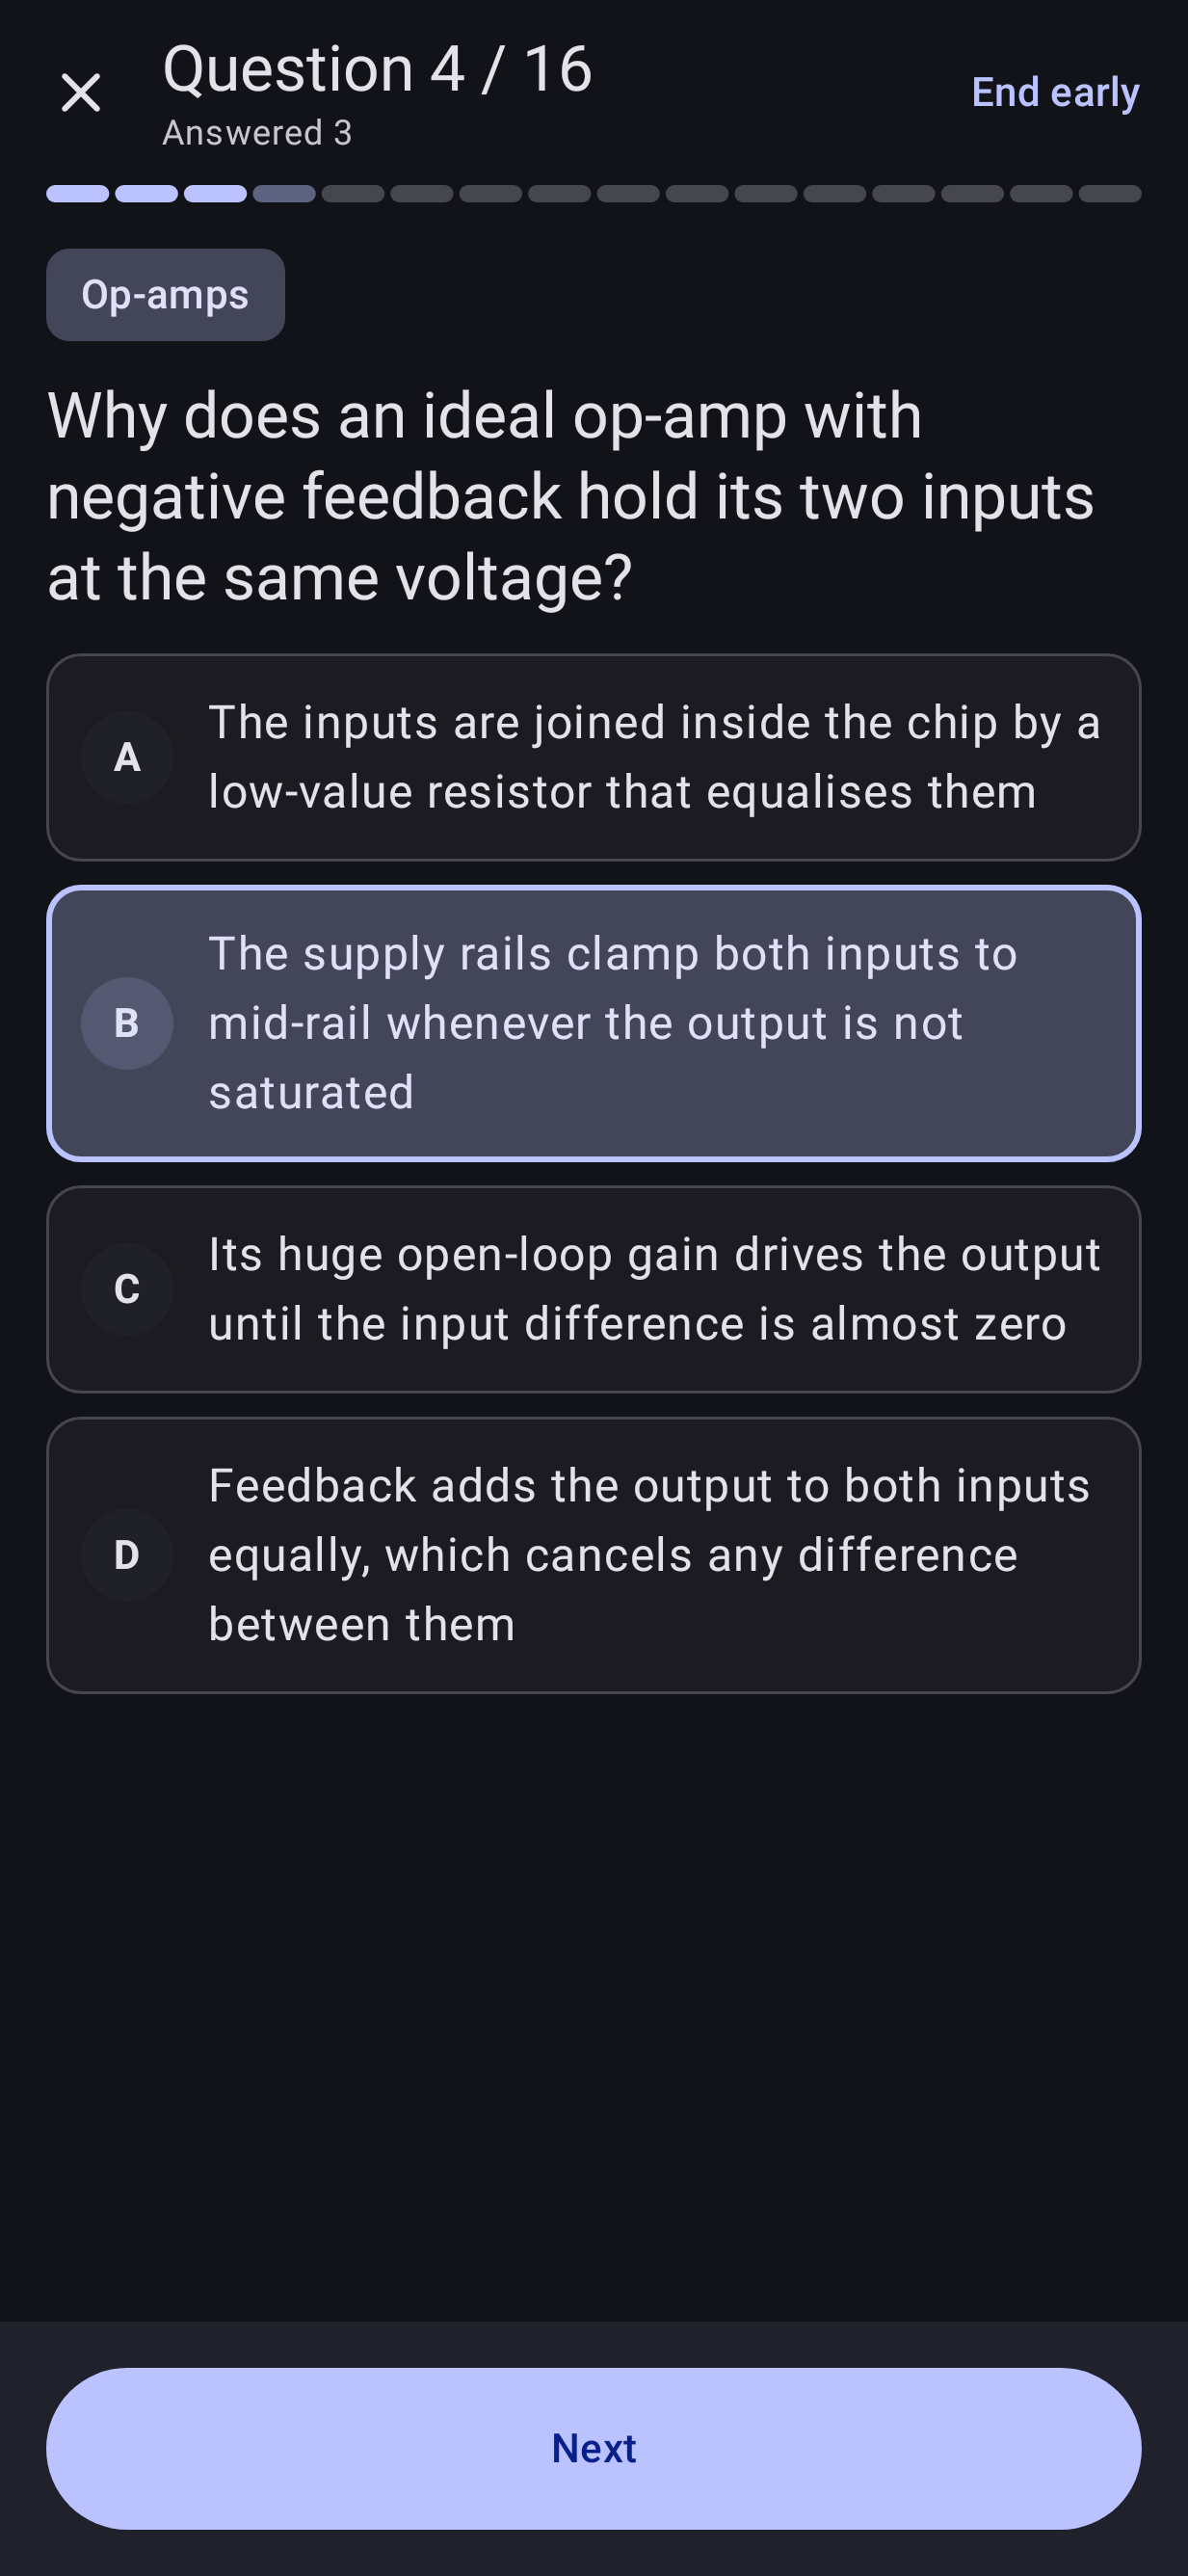 Question 4 / 16
Answered 3
End early
Op-amps
Why does an ideal op-amp with
negative feedback hold its two inputs
at the same voltage?
A
The inputs are joined inside the chip by a
low-value resistor that equalises them
B
The supply rails clamp both inputs to
mid-rail whenever the output is not
saturated
C
Its huge open-loop gain drives the output
until the input difference is almost zero
D
Feedback adds the output to both inputs
equally, which cancels any difference
between them
Next